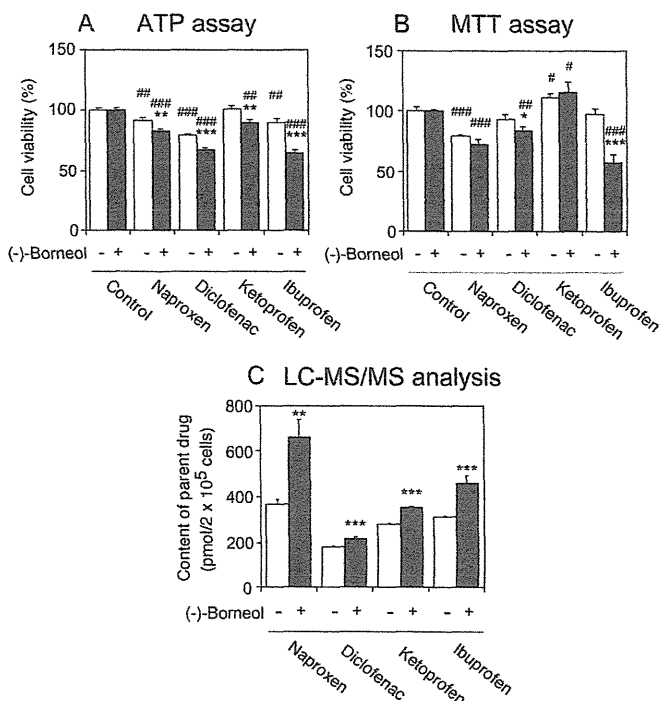 A ATP assay
Cell viability (%)
150
100
50
0
## ### ** ### ### *** ## ** ## ### ***
(-)-Borneol - + - + - + - + - +
Control
Naproxen
Diclofenac
Ketoprofen
Ibuprofen
B MTT assay
Cell viability (%)
150
100
50
0
### ### ## * # # ### ***
(-)-Borneol - + - + - + - + - +
Control
Naproxen
Diclofenac
Ketoprofen
Ibuprofen
C LC-MS/MS analysis
Content of parent drug
(pmol/2 x 10⁵ cells)
800
600
400
200
0
** *** *** ***
(-)-Borneol - + - + - + - +
Naproxen
Diclofenac
Ketoprofen
Ibuprofen